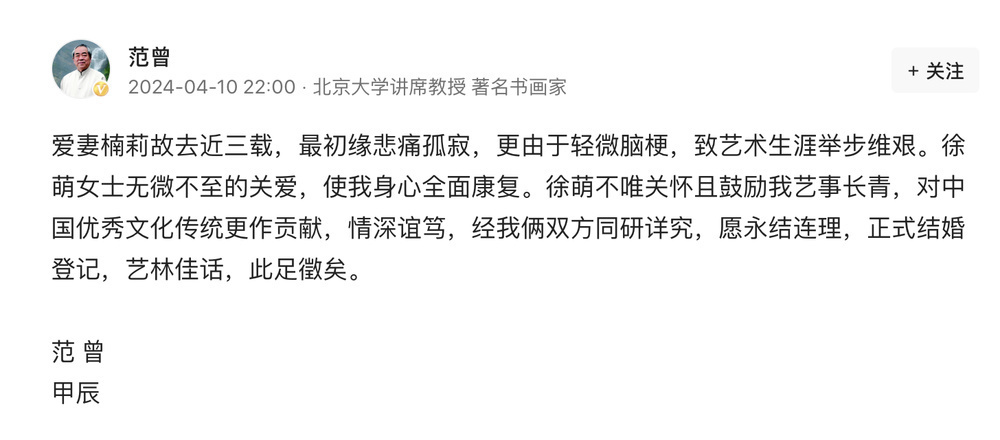 范曾
2024-04-10 22:00 · 北京大学讲席教授 著名书画家
+ 关注
爱妻楠莉故去近三载，最初缘悲痛孤寂，更由于轻微脑梗，致艺术生涯举步维艰。徐
萌女士无微不至的关爱，使我身心全面康复。徐萌不唯关怀且鼓励我艺事长青，对中
国优秀文化传统更作贡献，情深谊笃，经我俩双方同研详究，愿永结连理，正式结婚
登记，艺林佳话，此足徵矣。
范 曾
甲辰